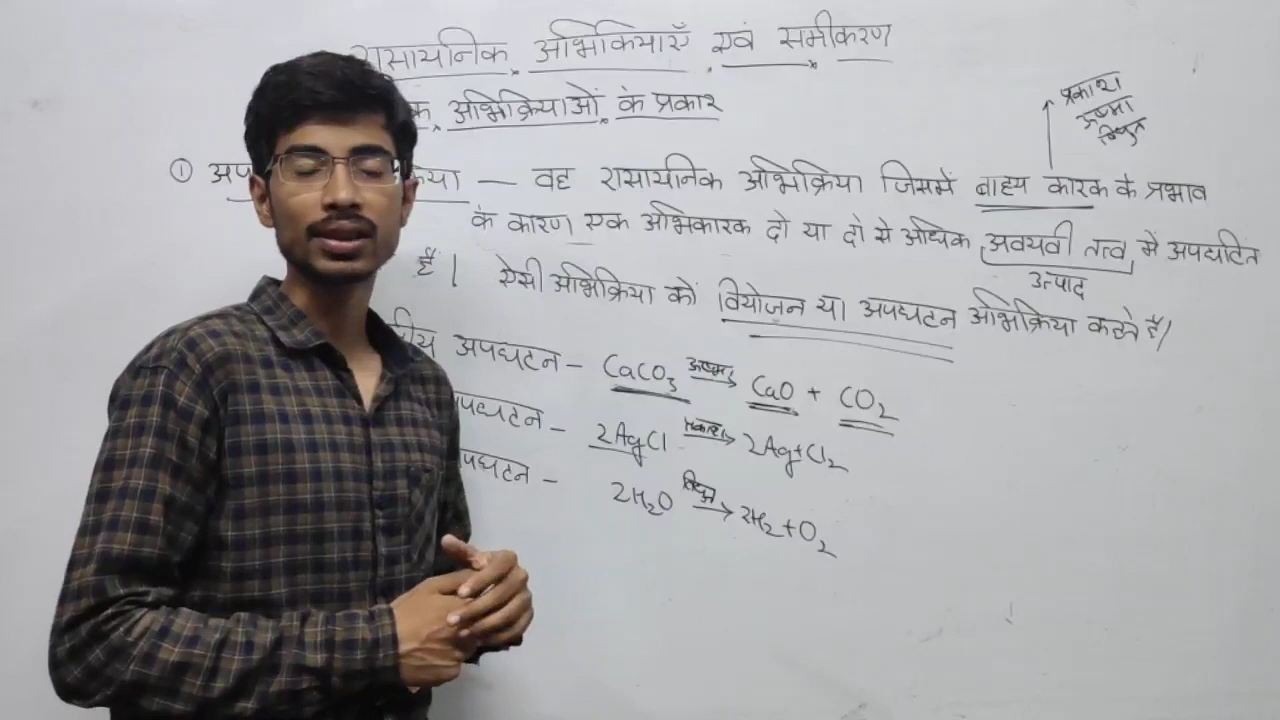 रासायनिक अभिक्रियाएँ एवं समीकरण
अभिक्रियाओं के प्रकार
प्रकाश
ऊष्मा
विद्युत
① अप — वह रासायनिक अभिक्रिया जिसमें बाह्य कारक के प्रभाव
के कारण एक अभिकारक दो या दो से अधिक अवयवी तत्व में अपघटित
उत्पाद
हैं। ऐसी अभिक्रिया को वियोजन या अपघटन अभिक्रिया कहते हैं।
ीय अपघटन – CaCO₃ ऊष्मा→ CaO + CO₂
पघटन – 2AgCl प्रकाश→ 2Ag+Cl₂
पघटन – 2H₂O विद्युत→ 2H₂+O₂